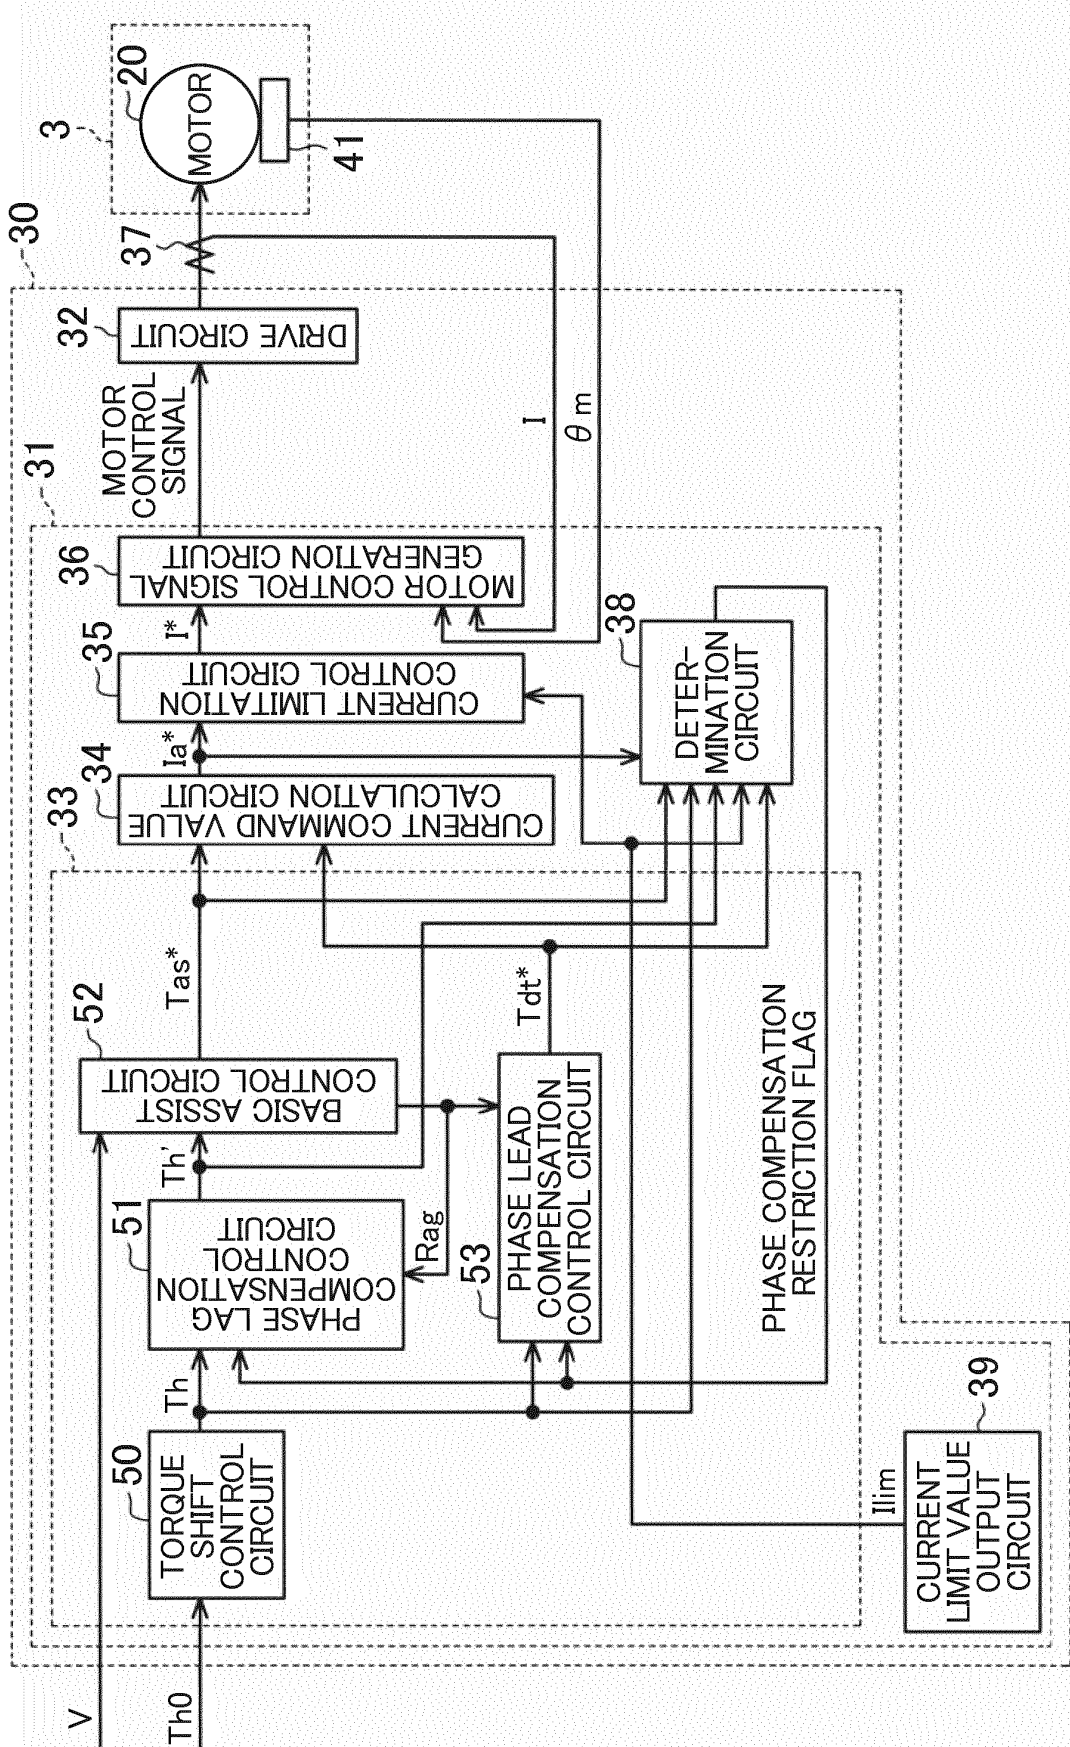 30
31
33
3
20
MOTOR
41
37
32
DRIVE CIRCUIT
MOTOR
CONTROL
SIGNAL
I
θm
36
MOTOR CONTROL SIGNAL
GENERATION CIRCUIT
I*
35
CURRENT LIMITATION
CONTROL CIRCUIT
Ia*
34
CURRENT COMMAND VALUE
CALCULATION CIRCUIT
38
DETER-
MINATION
CIRCUIT
Tas*
52
BASIC ASSIST
CONTROL CIRCUIT
Th'
51
PHASE LAG
COMPENSATION
CONTROL
CIRCUIT
Rag
Tdt*
53
PHASE LEAD
COMPENSATION
CONTROL CIRCUIT
PHASE COMPENSATION
RESTRICTION FLAG
Th
50
TORQUE
SHIFT
CONTROL
CIRCUIT
Ilim
39
CURRENT
LIMIT VALUE
OUTPUT
CIRCUIT
V
Th0